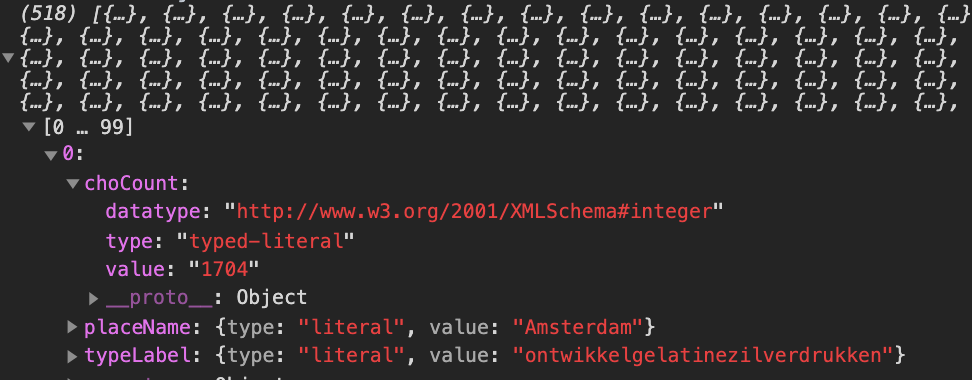 (518) [{…}, {…}, {…}, {…}, {…}, {…}, {…}, {…}, {…}, {…}, {…}, {…}, {…}, {…}, {…}
{…}, {…}, {…}, {…}, {…}, {…}, {…}, {…}, {…}, {…}, {…}, {…}, {…}, {…}, {…}, {…},
{…}, {…}, {…}, {…}, {…}, {…}, {…}, {…}, {…}, {…}, {…}, {…}, {…}, {…}, {…}, {…},
{…}, {…}, {…}, {…}, {…}, {…}, {…}, {…}, {…}, {…}, {…}, {…}, {…}, {…}, {…}, {…},
{…}, {…}, {…}, {…}, {…}, {…}, {…}, {…}, {…}, {…}, {…}, {…}, {…}, {…}, {…}, {…},
[0 … 99]
0:
choCount:
datatype: "http://www.w3.org/2001/XMLSchema#integer"
type: "typed-literal"
value: "1704"
__proto__: Object
placeName: {type: "literal", value: "Amsterdam"}
typeLabel: {type: "literal", value: "ontwikkelgelatinezilverdrukken"}